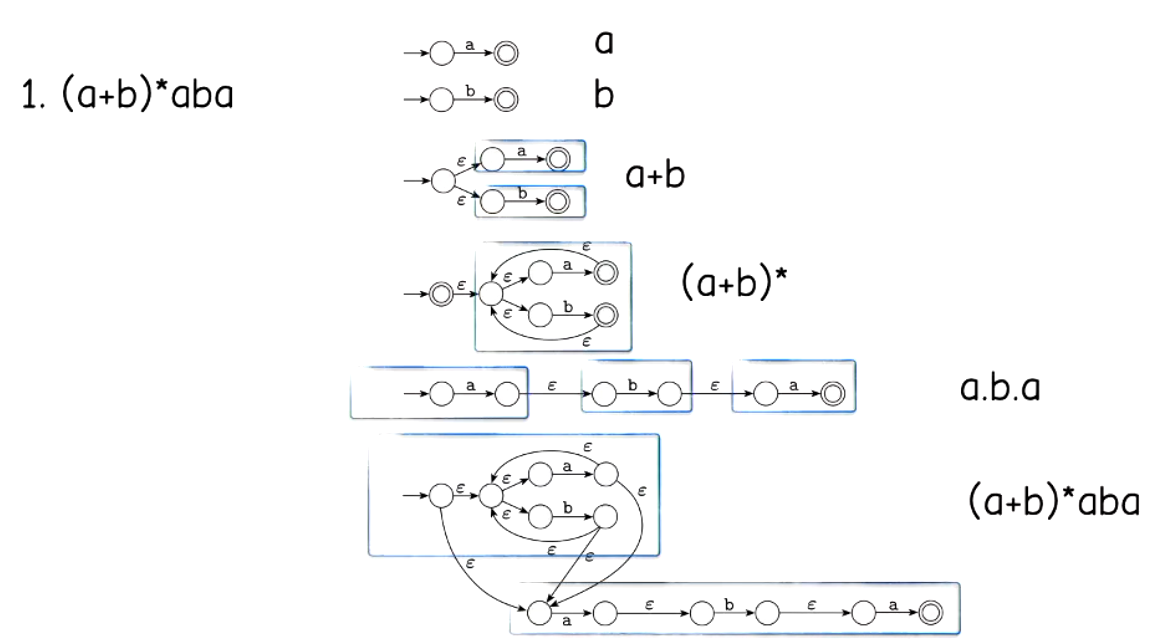 a
a
1. (a+b)*aba
b
b
ε a
ε b
a+b
ε
ε ε a
ε b
ε
(a+b)*
a ε b ε a
a.b.a
ε
ε ε a ε
ε b
ε ε
ε
(a+b)*aba
a ε b ε a